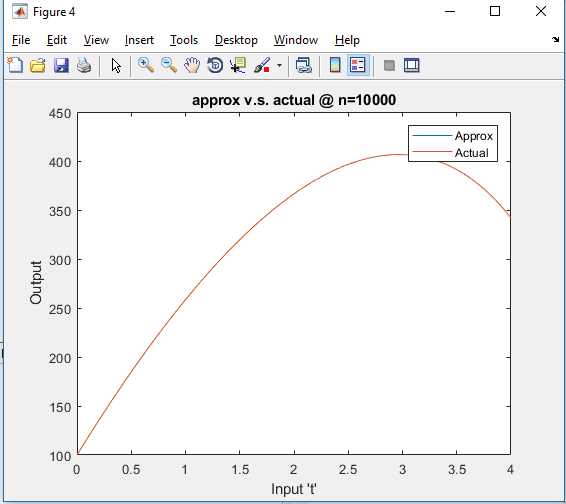 Figure 4
File Edit View Insert Tools Desktop Window Help
approx v.s. actual @ n=10000
Approx
Actual
450
400
350
300
250
200
150
100
Output
0 0.5 1 1.5 2 2.5 3 3.5 4
Input 't'